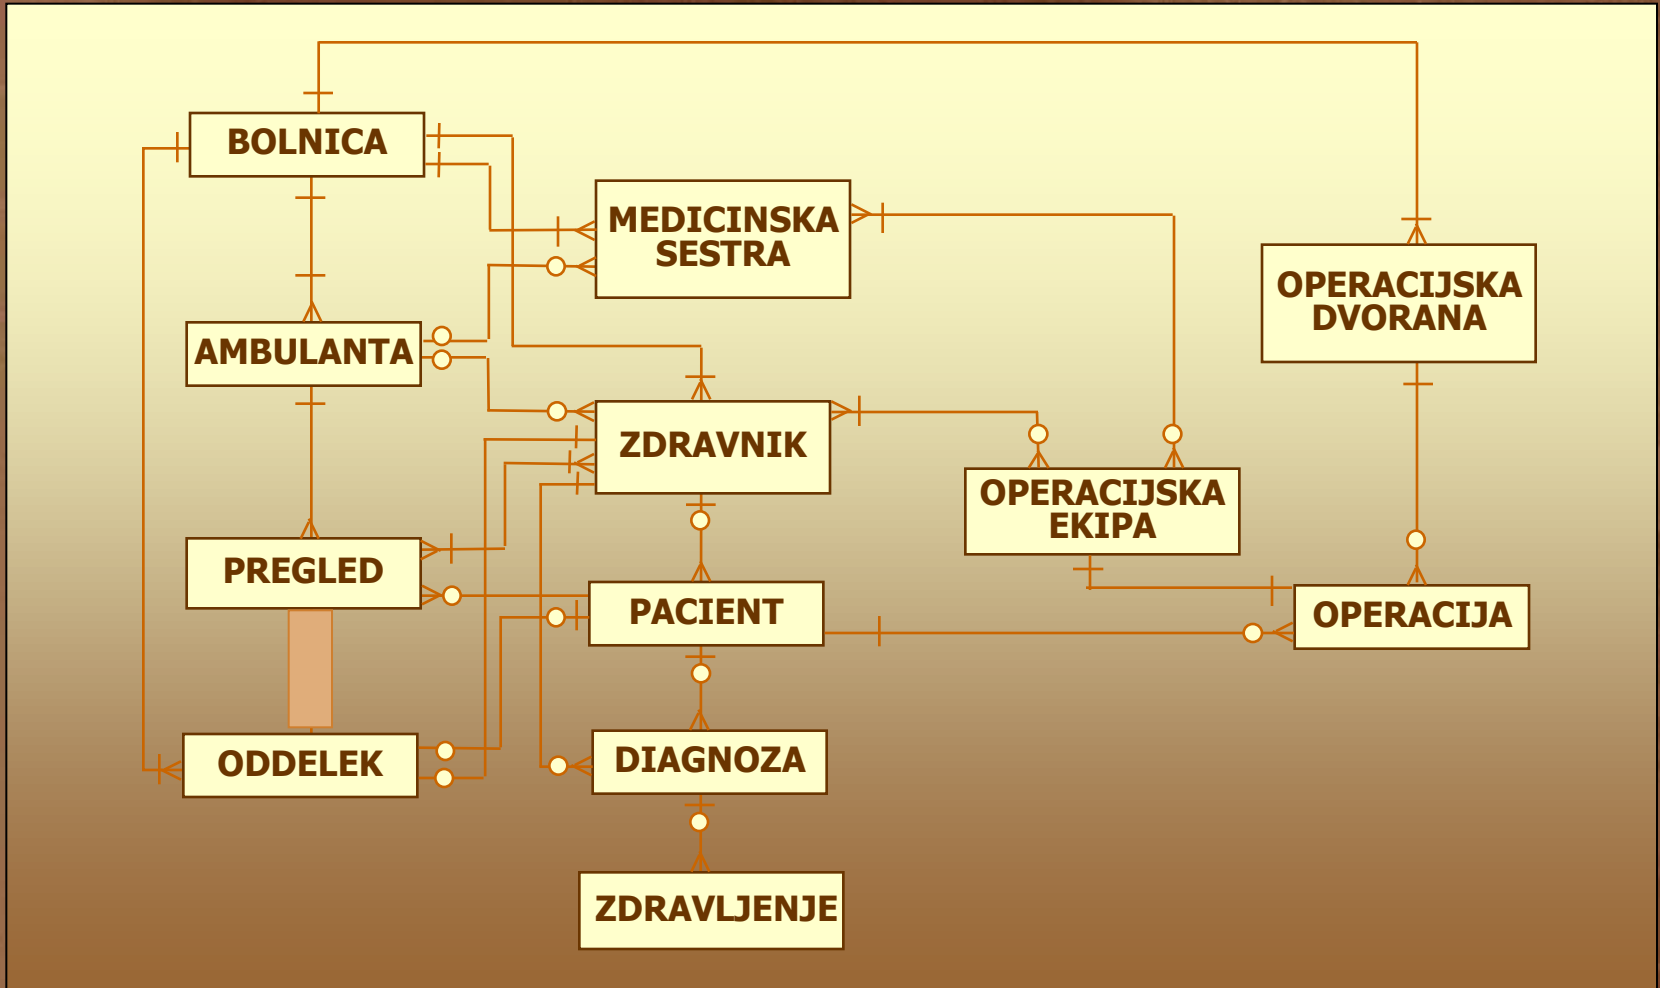 BOLNICA
MEDICINSKA
SESTRA
OPERACIJSKA
DVORANA
AMBULANTA
ZDRAVNIK
OPERACIJSKA
EKIPA
PREGLED
PACIENT
OPERACIJA
ODDELEK
DIAGNOZA
ZDRAVLJENJE